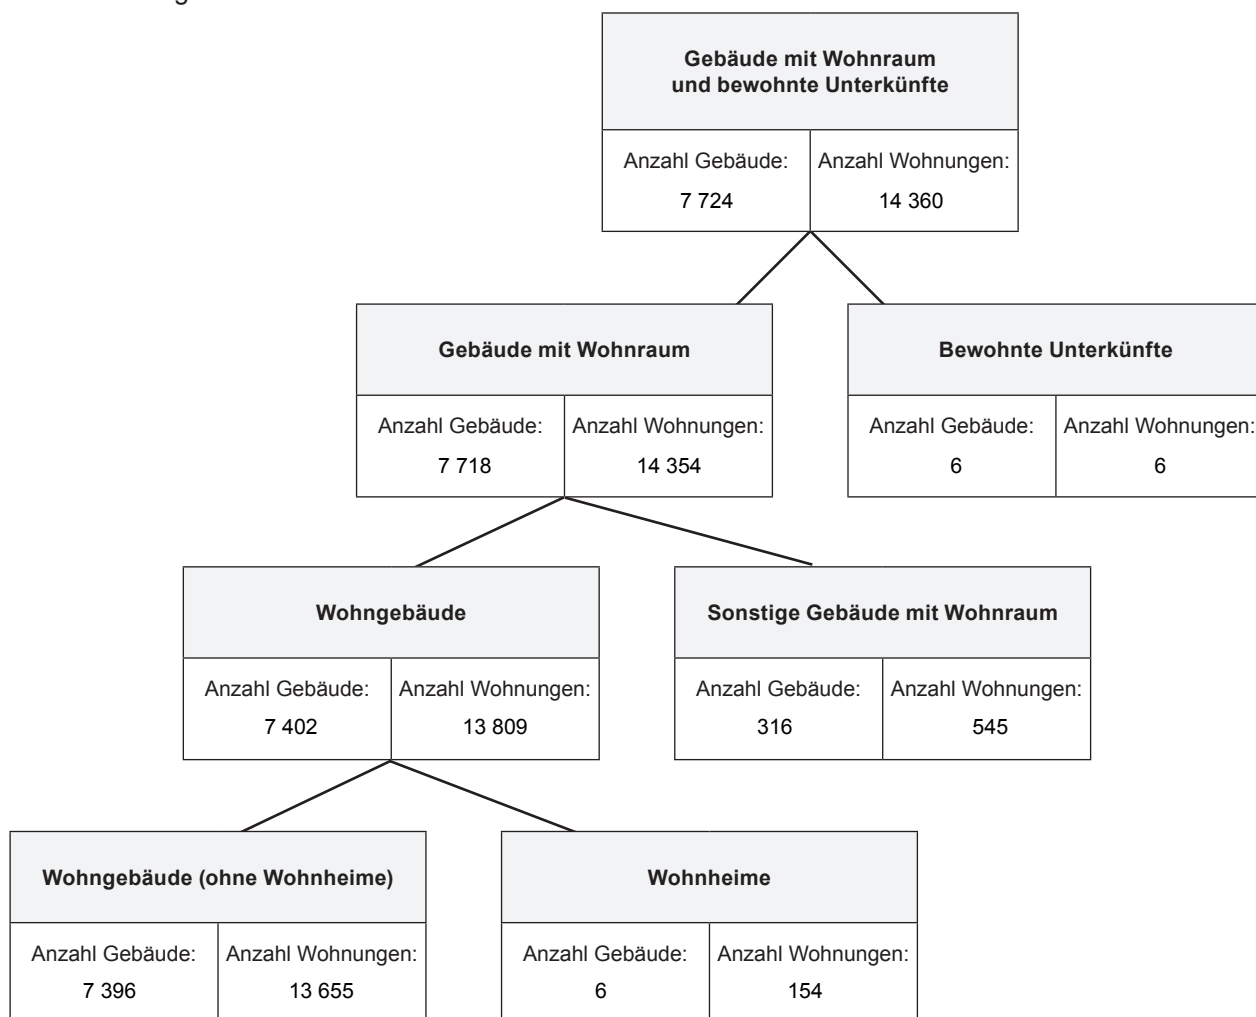 Gebäude mit Wohnraum
und bewohnte Unterkünfte
Anzahl Gebäude: Anzahl Wohnungen:
7 724 14 360
Gebäude mit Wohnraum
Anzahl Gebäude: Anzahl Wohnungen:
7 718 14 354
Bewohnte Unterkünfte
Anzahl Gebäude: Anzahl Wohnungen:
6 6
Wohngebäude
Anzahl Gebäude: Anzahl Wohnungen:
7 402 13 809
Sonstige Gebäude mit Wohnraum
Anzahl Gebäude: Anzahl Wohnungen:
316 545
Wohngebäude (ohne Wohnheime)
Anzahl Gebäude: Anzahl Wohnungen:
7 396 13 655
Wohnheime
Anzahl Gebäude: Anzahl Wohnungen:
6 154